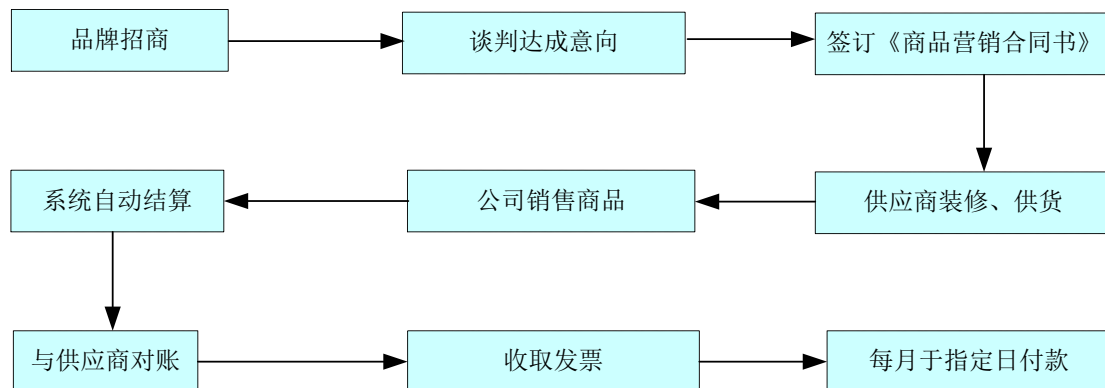 品牌招商
谈判达成意向
签订《商品营销合同书》
供应商装修、供货
公司销售商品
系统自动结算
与供应商对账
收取发票
每月于指定日付款